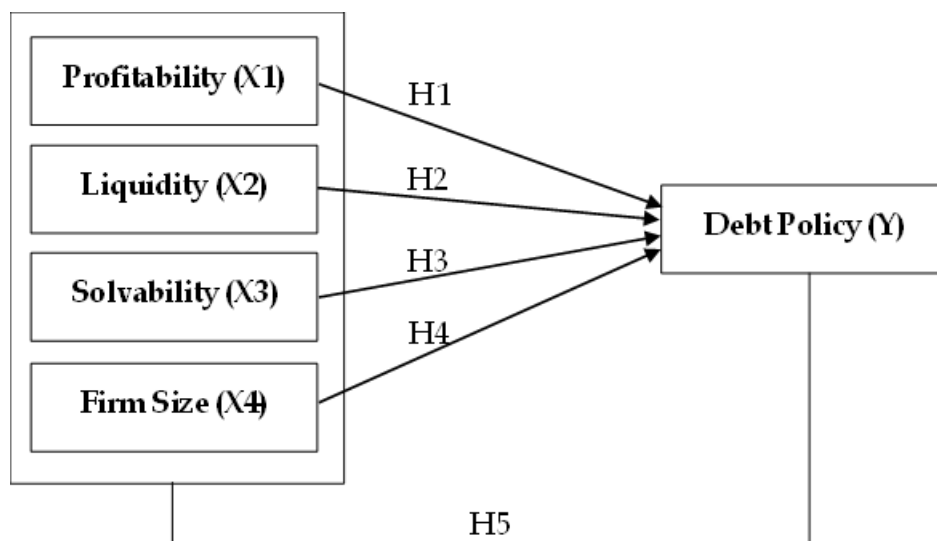 Profitability (X1)
H1
Liquidity (X2)
H2
Debt Policy (Y)
Solvability (X3)
H3
H4
Firm Size (X4)
H5